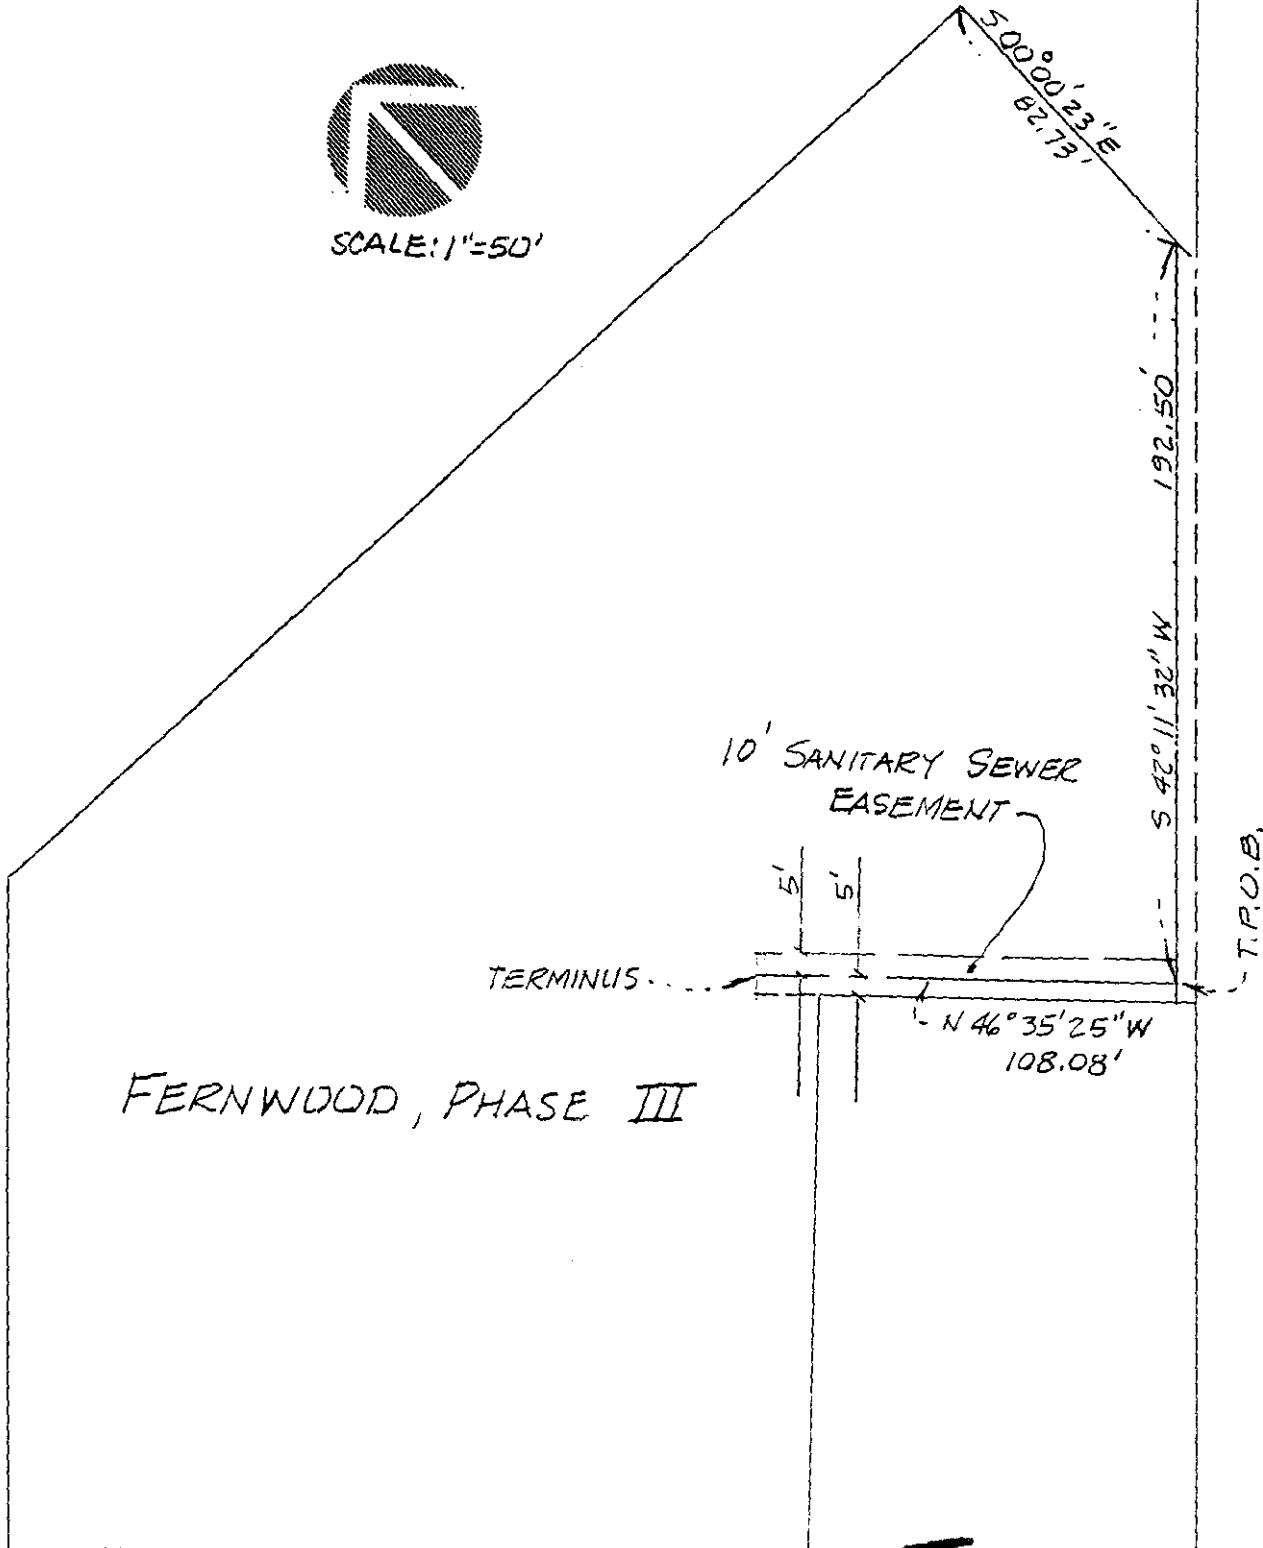 S 00°00'23" E
82.73'
SCALE: 1"=50'
192.50'
S 42°11'32" W
10' SANITARY SEWER
EASEMENT
5'
5'
T.P.O.B.
TERMINUS
N 46°35'25" W
108.08'
FERNWOOD, PHASE III